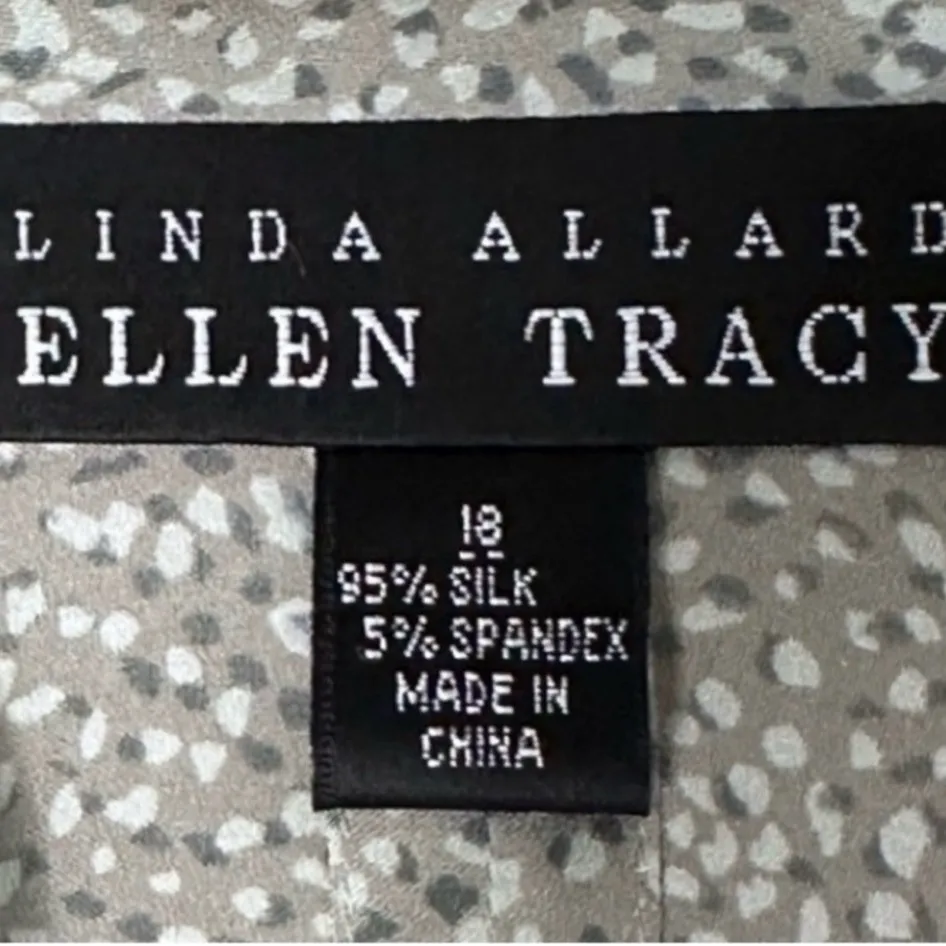 LINDA ALLARD
ELLEN TRACY
18
95% SILK
5% SPANDEX
MADE IN
CHINA